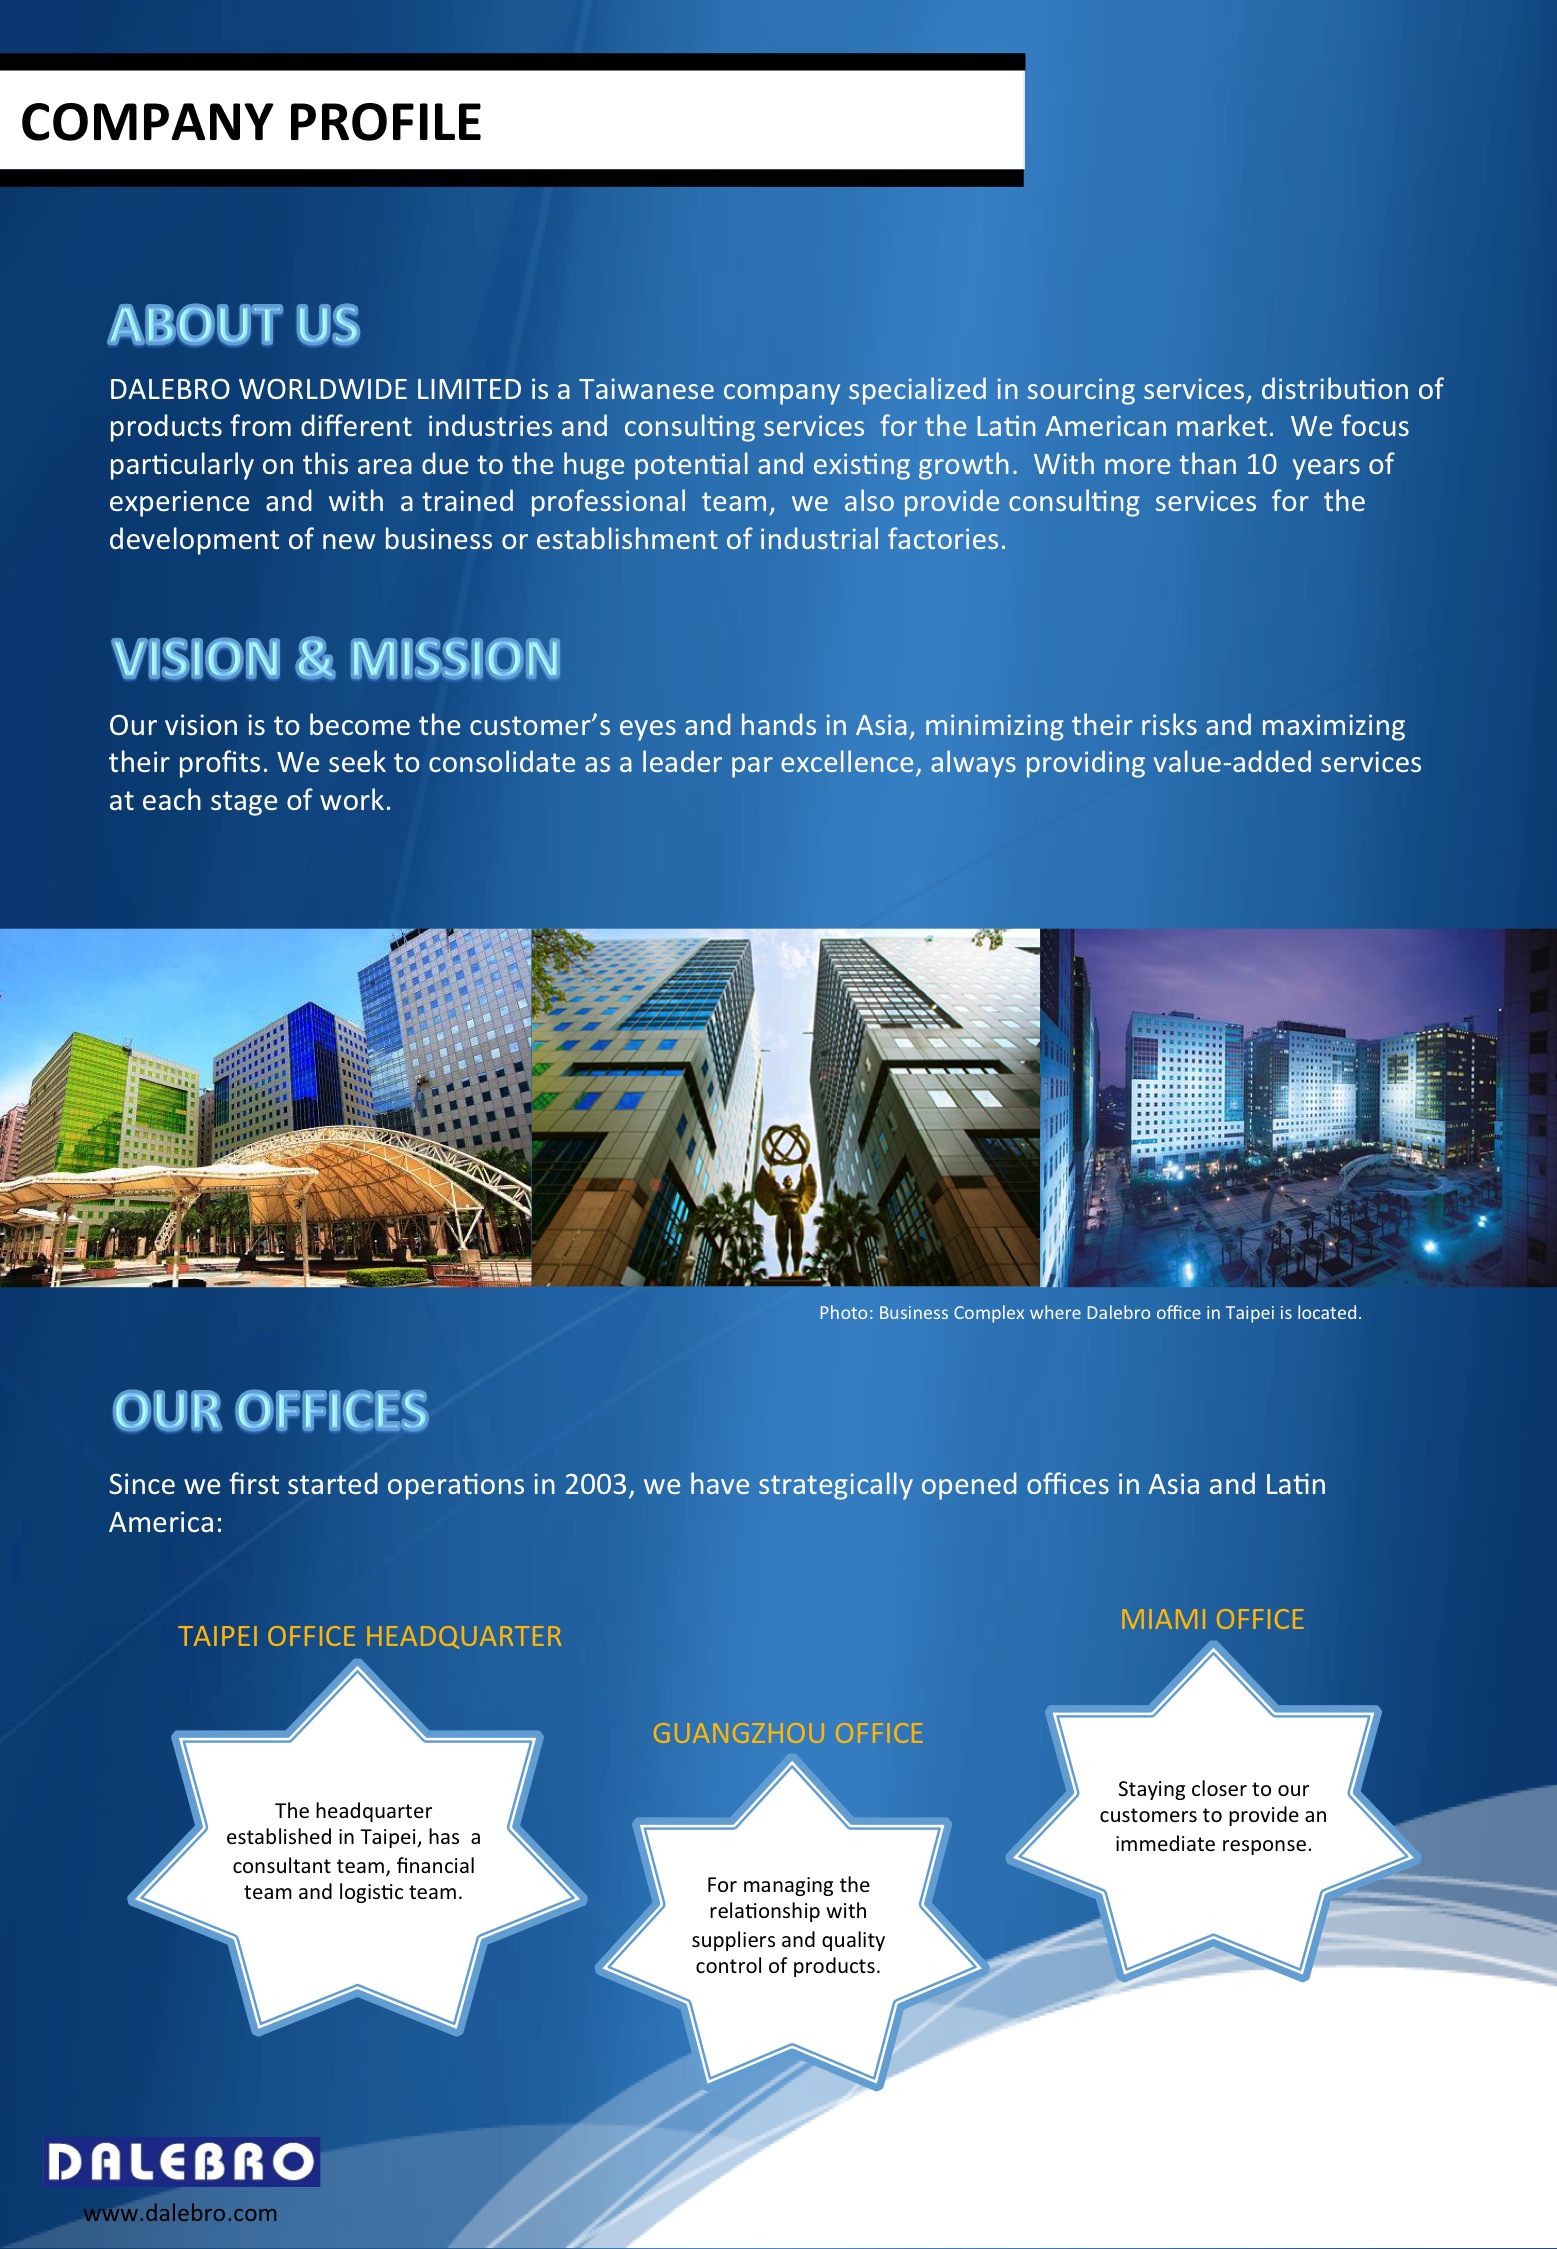 COMPANY PROFILE
ABOUT US
DALEBRO WORLDWIDE LIMITED is a Taiwanese company specialized in sourcing services, distribution of
products from different industries and consulting services for the Latin American market. We focus
particularly on this area due to the huge potential and existing growth. With more than 10 years of
experience and with a trained professional team, we also provide consulting services for the
development of new business or establishment of industrial factories.
VISION & MISSION
Our vision is to become the customer’s eyes and hands in Asia, minimizing their risks and maximizing
their profits. We seek to consolidate as a leader par excellence, always providing value-added services
at each stage of work.
Photo: Business Complex where Dalebro office in Taipei is located.
OUR OFFICES
Since we first started operations in 2003, we have strategically opened offices in Asia and Latin
America:
TAIPEI OFFICE HEADQUARTER
The headquarter
established in Taipei, has a
consultant team, financial
team and logistic team.
GUANGZHOU OFFICE
For managing the
relationship with
suppliers and quality
control of products.
MIAMI OFFICE
Staying closer to our
customers to provide an
immediate response.
DALEBRO
www.dalebro.com